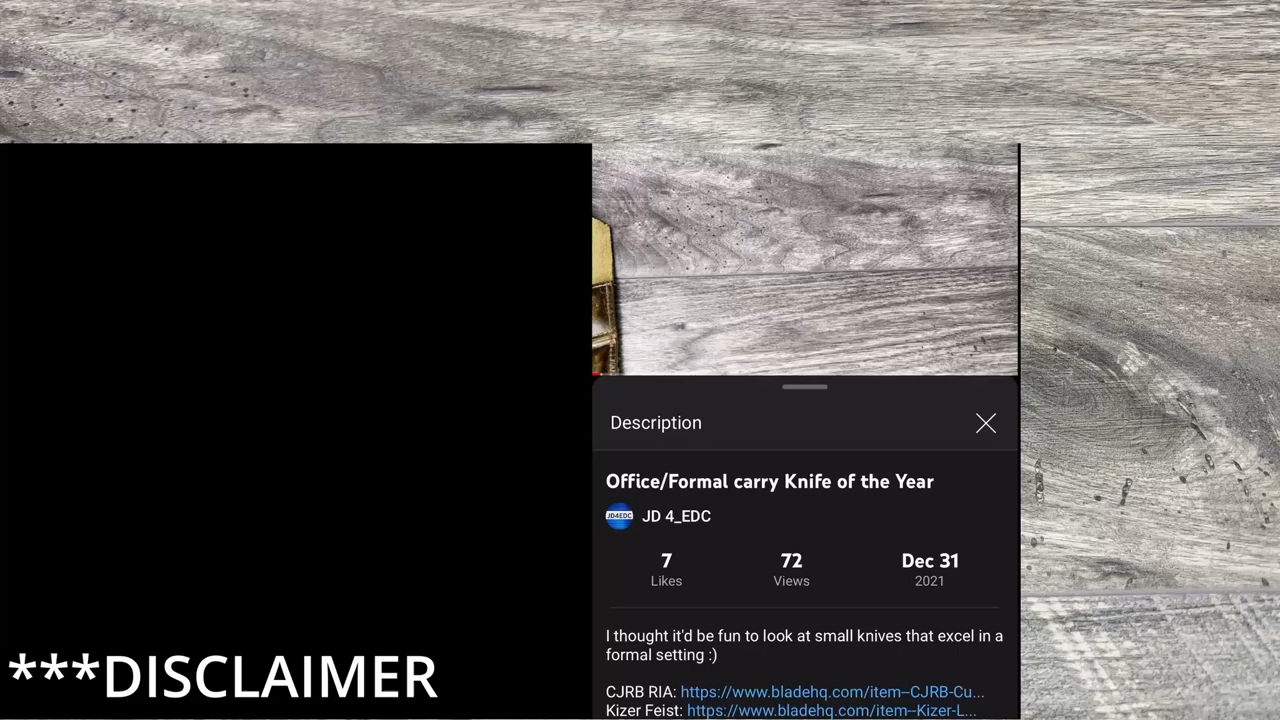 Description
Office/Formal carry Knife of the Year
JD4EDC
JD 4_EDC
7
72
Dec 31
Likes
Views
2021
I thought it'd be fun to look at small knives that excel in a
formal setting :)
CJRB RIA: https://www.bladehq.com/item--CJRB-Cu...
Kizer Feist: https://www.bladehq.com/item--Kizer-L...
***DISCLAIMER